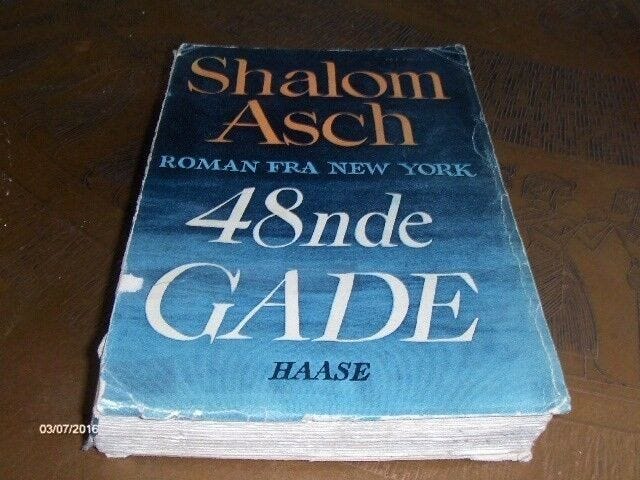 Shalom
Asch
ROMAN FRA NEW YORK
48nde
GADE
HAASE
03/07/2016